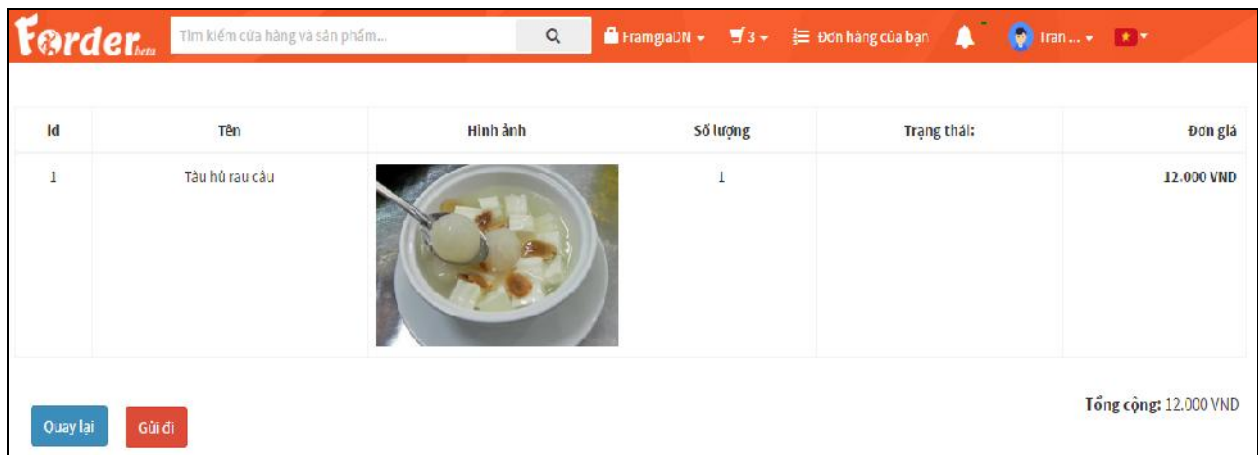 Forder beta Tìm kiếm cửa hàng và sản phẩm... FramgiaDN 3 Đơn hàng của bạn Tran ...
Id Tên Hình ảnh Số lượng Trạng thái: Đơn giá
1 Tàu hủ rau câu 1 12.000 VND
Tổng cộng: 12.000 VND
Quay lại Gửi đi